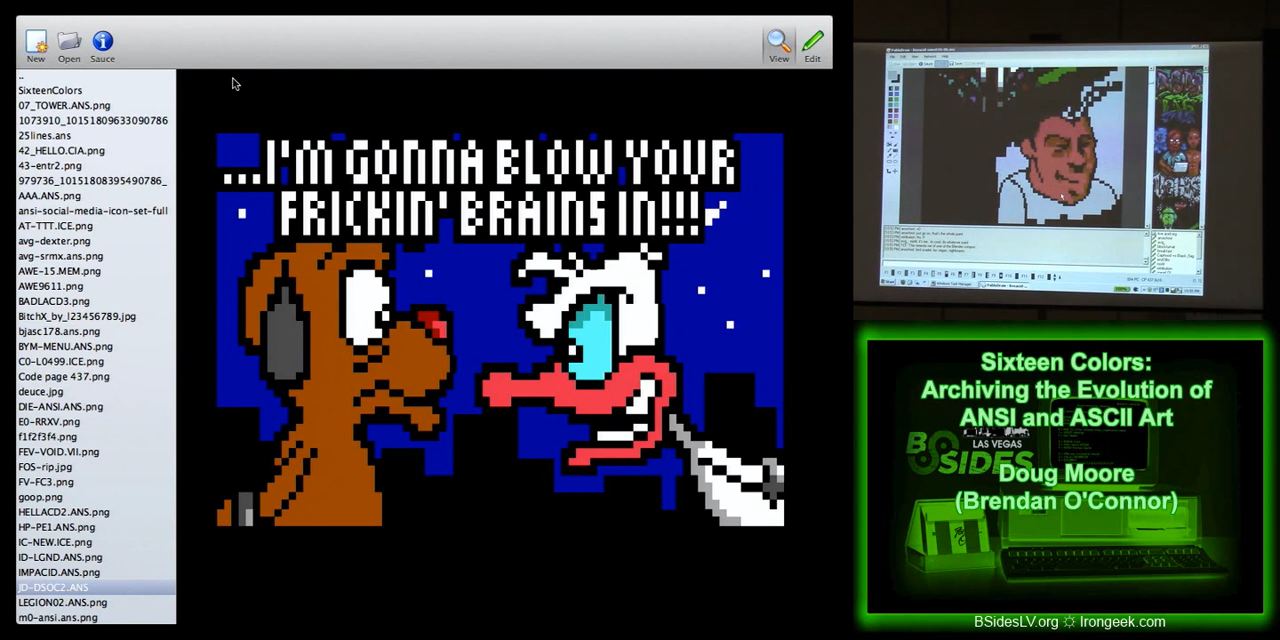 New
Open
Sauce
View
Edit
..
SixteenColors
07_TOWER.ANS.png
1073910_10151809633090786
25lines.ans
42_HELLO.CIA.png
43-entr2.png
979736_1015180839549078б_
AAA.ANS.png
ansi-social-media-icon-set-full
AT-TTT.ICE.png
avg-dexter.png
avg-srmx.ans.png
AWE-15.MEM.png
AWE9611.png
BADLACD3.png
BitchX_by_l23456789.jpg
bjasc178.ans.png
BYM-MENU.ANS.png
C0-L0499.ICE.png
Code page 437.png
deuce.jpg
DIE-ANSI.ANS.png
E0-RRXV.png
f1f2f3f4.png
FEV-VOID.VII.png
FOS-rip.jpg
FV-FC3.png
goop.png
HELLACD2.ANS.png
HP-PE1.ANS.png
IC-NEW.ICE.png
ID-LGND.ANS.png
IMPACID.ANS.png
JD-DSOC2.ANS
LEGION02.ANS.png
m0-ansi.ans.png
...I'M GONNA BLOW YOUR
FRICKIN' BRAINS IN!!!
Sixteen Colors:
Archiving the Evolution of
ANSI and ASCII Art
BSIDES
LAS VEGAS
Doug Moore
(Brendan O'Connor)
BSidesLV.org ☼ Irongeek.com